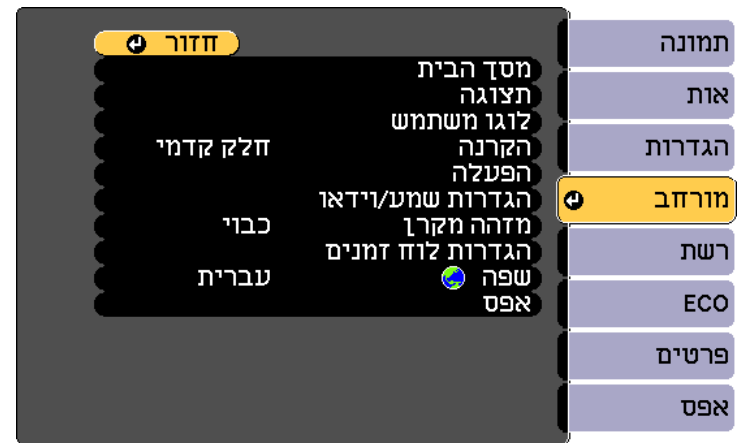 תמונה
אות
הגדרות
מורחב
רשת
ECO
פרטים
אפס
חזור
מסך הבית
תצוגה
לוגו משתמש
הקרנה חלק קדמי
הפעלה
הגדרות שמע/וידאו
מזהה מקרן כבוי
הגדרות לוח זמנים
שפה עברית
אפס